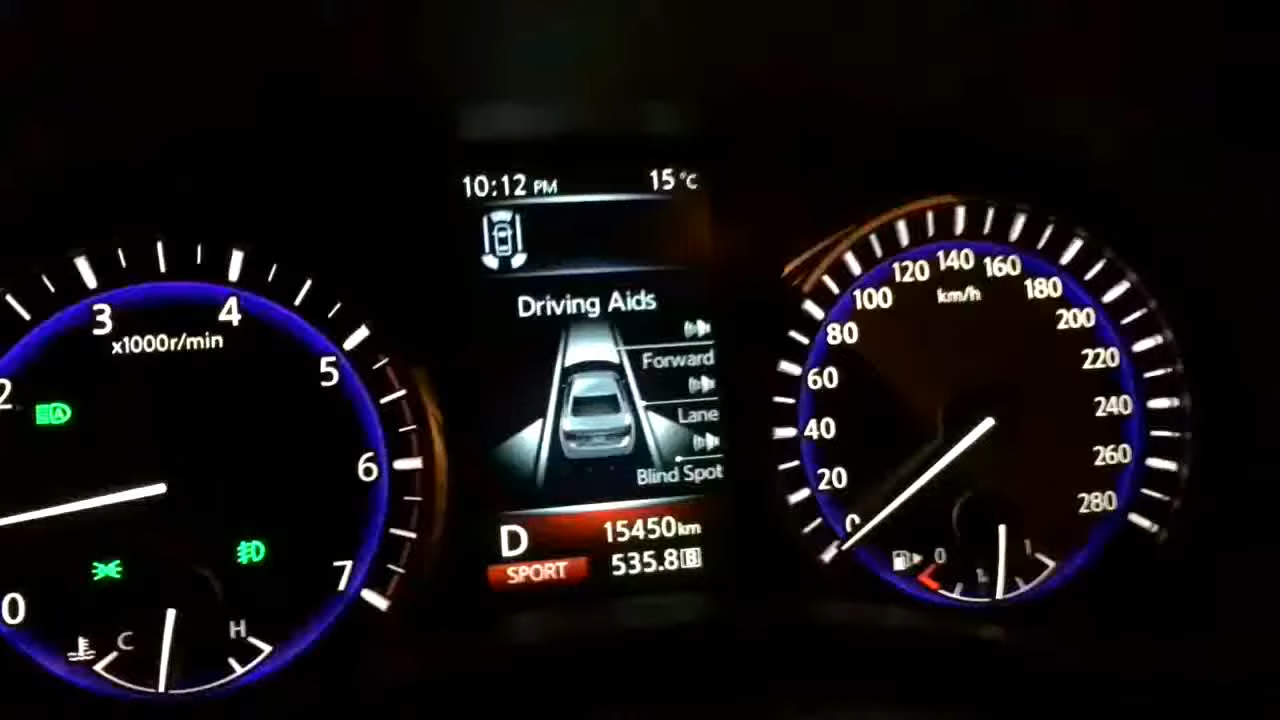 10:12 PM 15 °C
Driving Aids
Forward
Lane
Blind Spot
D 15450km
SPORT 535.8 B
0
2
3
4
5
6
7
x1000r/min
C H
0
20
40
60
80
100
120
140
160
180
200
220
240
260
280
km/h
0 1